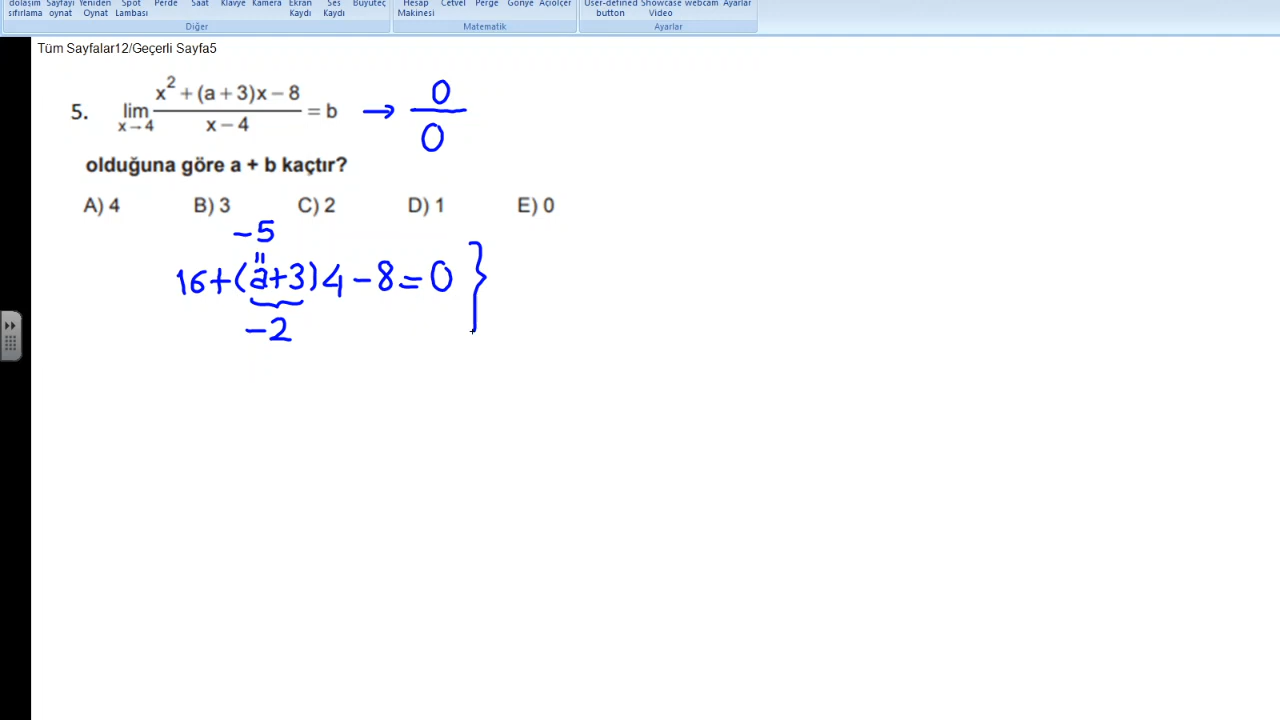 dolaşım Sayfayı Yeniden Spot Perde Saat Klavye Kamera Ekran Ses Büyüteç Hesap Cetvel Perge Gönye Açıölçer User-defined Showcase webcam Ayarlar
sıfırlama oynat Oynat Lambası Kaydı Kaydı Makinesi button Video
Diğer Matematik Ayarlar
Tüm Sayfalar12/Geçerli Sayfa5
5. lim x→4 (x² + (a + 3)x − 8)/(x − 4) = b → 0/0
olduğuna göre a + b kaçtır?
A) 4 B) 3 C) 2 D) 1 E) 0
−5
16+(a+3)4−8=0 }
−2